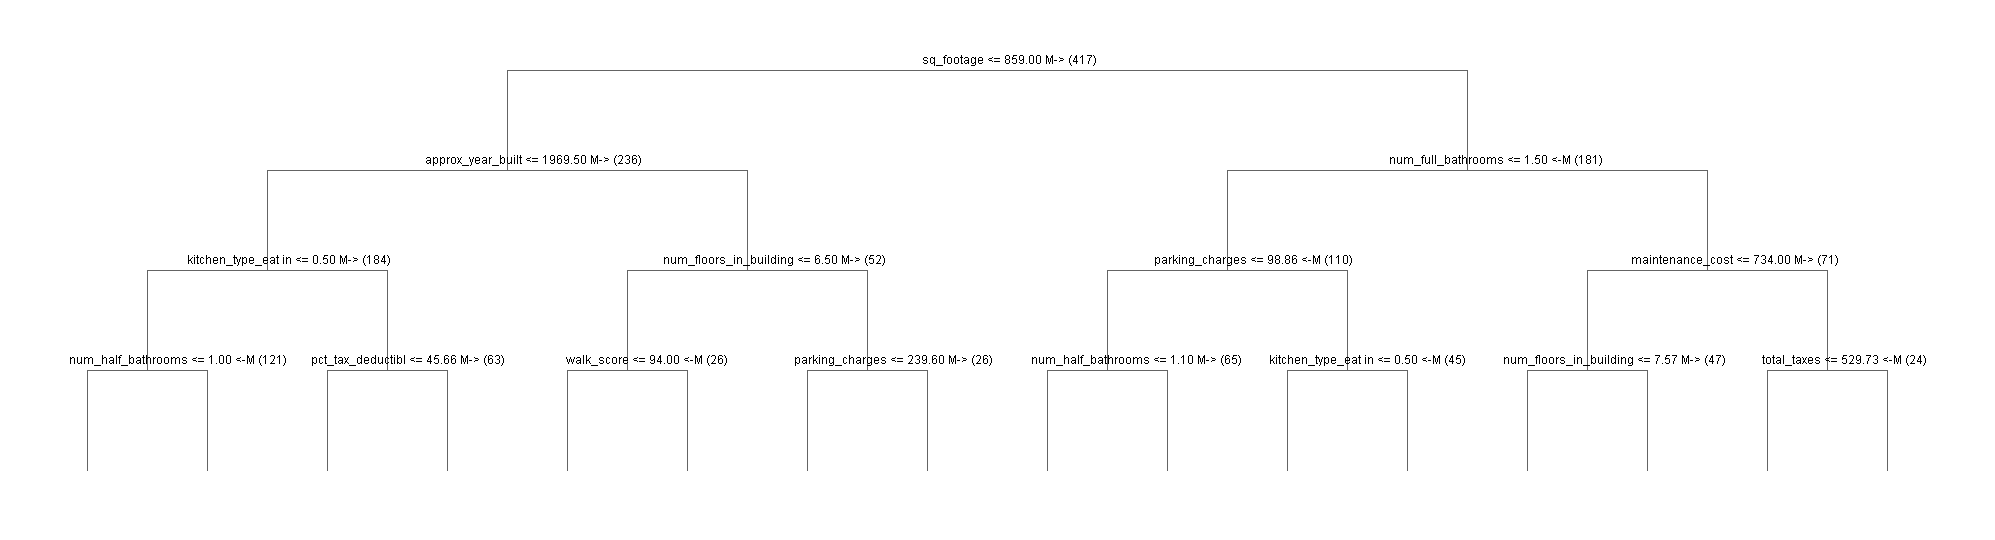 sq_footage <= 859.00 M-> (417)
approx_year_built <= 1969.50 M-> (236)
num_full_bathrooms <= 1.50 <-M (181)
kitchen_type_eat in <= 0.50 M-> (184)
num_floors_in_building <= 6.50 M-> (52)
parking_charges <= 98.86 <-M (110)
maintenance_cost <= 734.00 M-> (71)
num_half_bathrooms <= 1.00 <-M (121)
pct_tax_deductibl <= 45.66 M-> (63)
walk_score <= 94.00 <-M (26)
parking_charges <= 239.60 M-> (26)
num_half_bathrooms <= 1.10 M-> (65)
kitchen_type_eat in <= 0.50 <-M (45)
num_floors_in_building <= 7.57 M-> (47)
total_taxes <= 529.73 <-M (24)